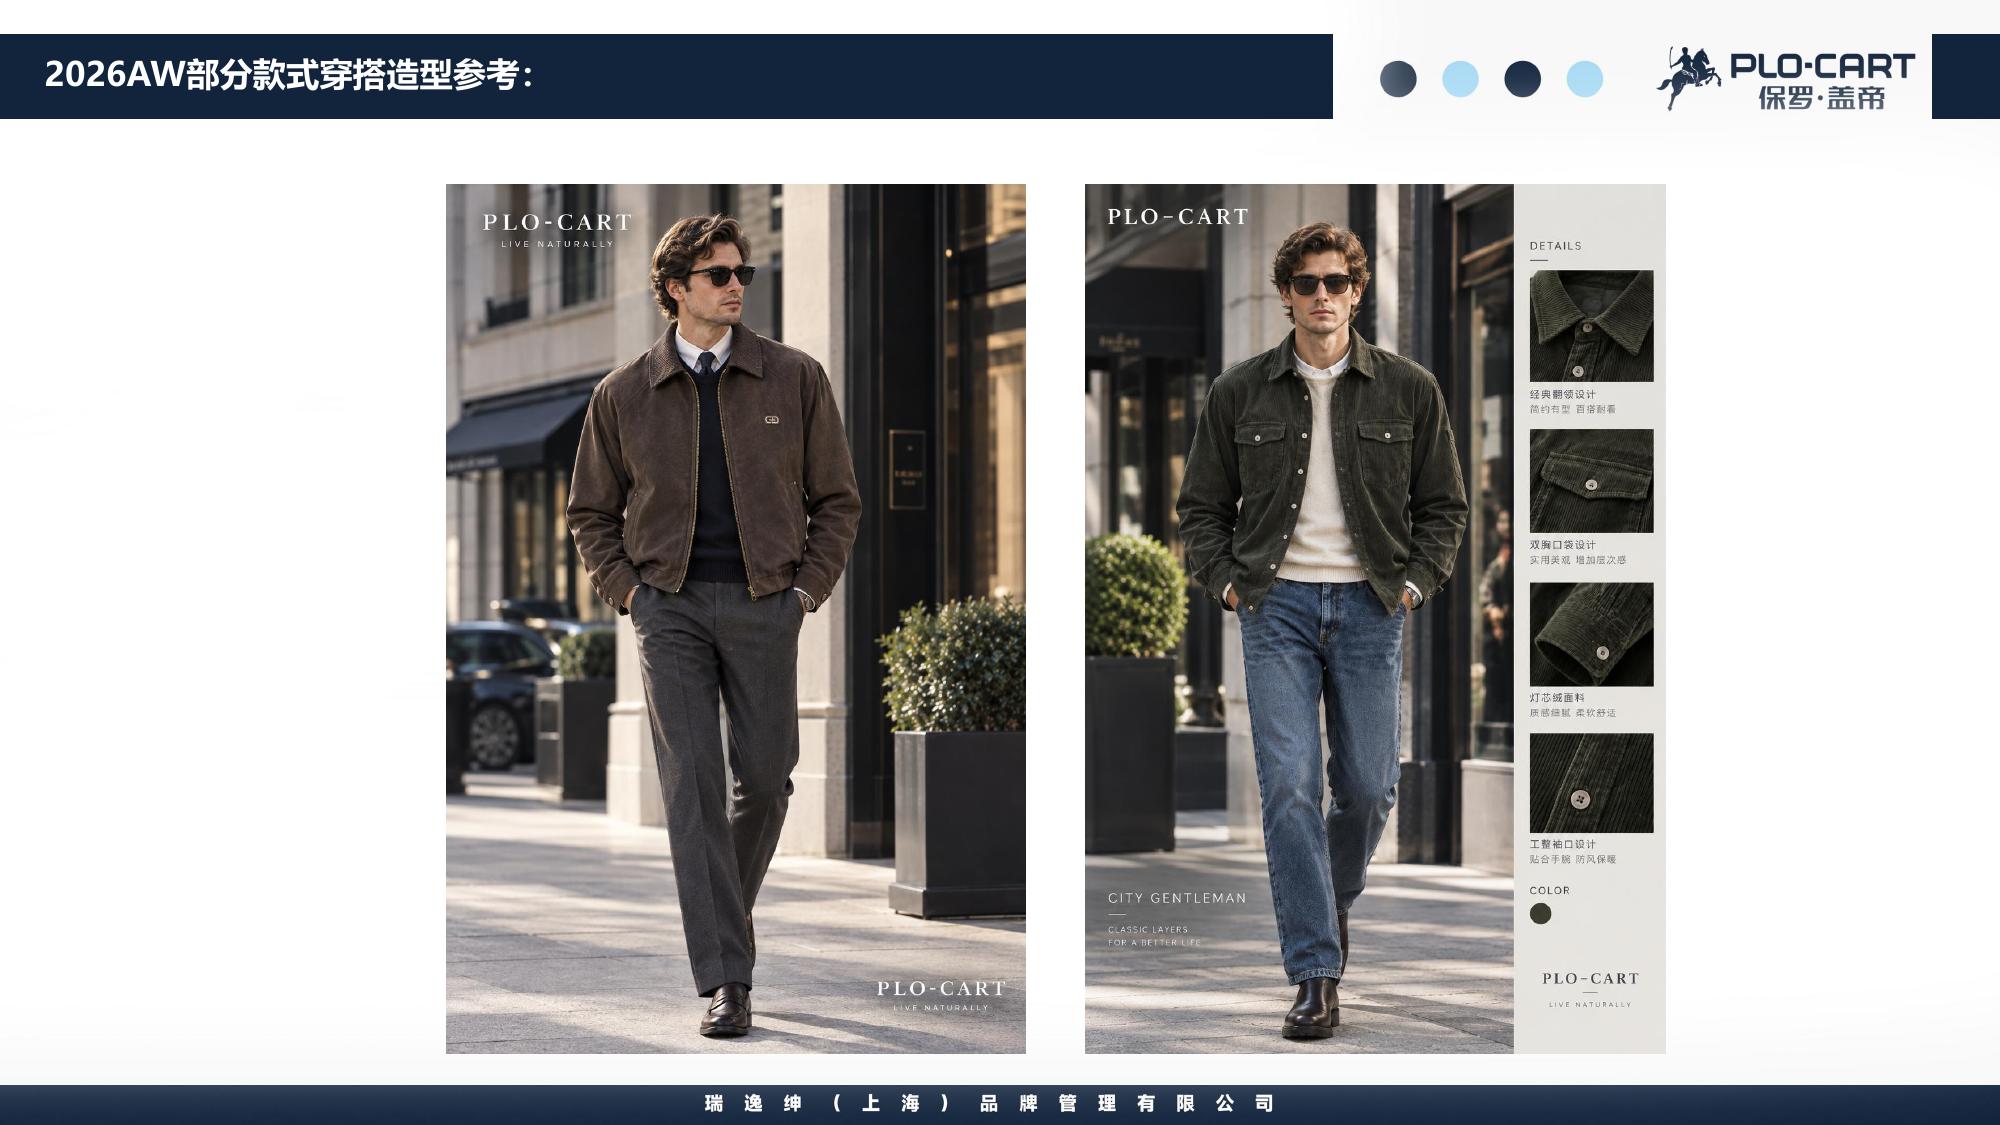 2026AW部分款式穿搭造型参考：
PLO-CART
保罗·盖帝
PLO-CART
LIVE NATURALLY
PLO-CART
LIVE NATURALLY
PLO-CART
CITY GENTLEMAN
CLASSIC LAYERS
FOR A BETTER LIFE
DETAILS
经典翻领设计
简约有型 百搭耐看
双胸口袋设计
实用美观 增加层次感
灯芯绒面料
质感细腻 柔软舒适
工整袖口设计
贴合手腕 防风保暖
COLOR
PLO-CART
LIVE NATURALLY
瑞逸绅（上海）品牌管理有限公司